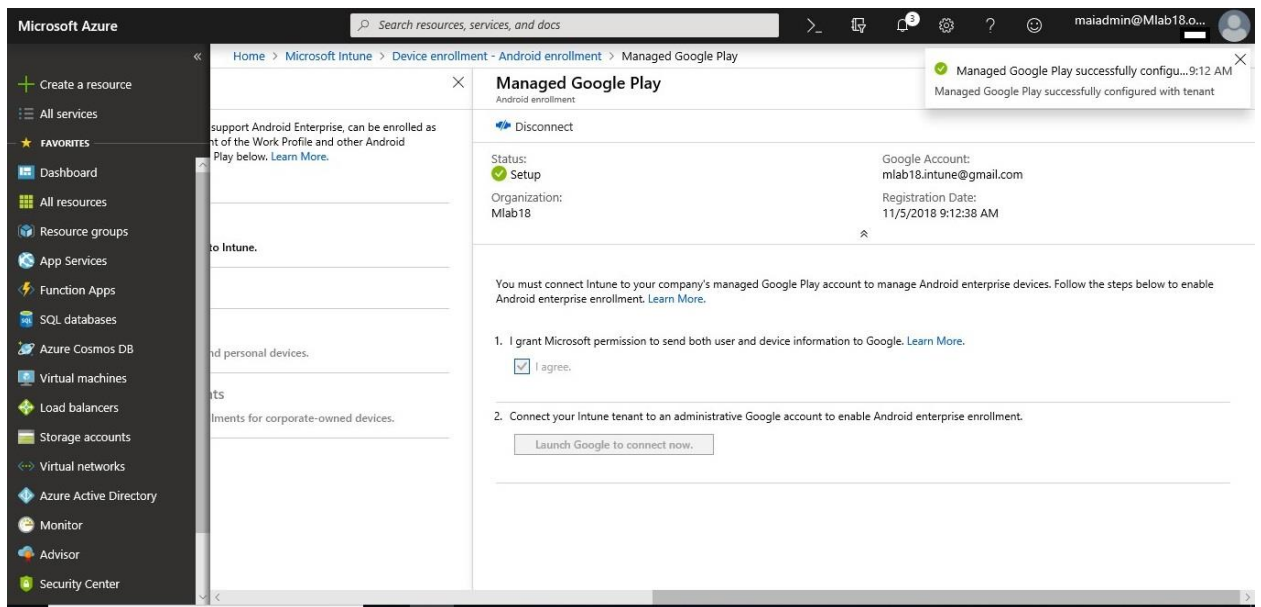 Microsoft Azure
Search resources, services, and docs
3
maiadmin@Mlab18.o...
Home > Microsoft Intune > Device enrollment - Android enrollment > Managed Google Play
Managed Google Play successfully configu...9:12 AM
Managed Google Play successfully configured with tenant
Create a resource
All services
FAVORITES
Dashboard
All resources
Resource groups
App Services
Function Apps
SQL databases
Azure Cosmos DB
Virtual machines
Load balancers
Storage accounts
Virtual networks
Azure Active Directory
Monitor
Advisor
Security Center
support Android Enterprise, can be enrolled as
nt of the Work Profile and other Android
Play below. Learn More.
to Intune.
nd personal devices.
nts
llments for corporate-owned devices.
Managed Google Play
Android enrollment
Disconnect
Status:
Setup
Organization:
Mlab18
Google Account:
mlab18.intune@gmail.com
Registration Date:
11/5/2018 9:12:38 AM
You must connect Intune to your company's managed Google Play account to manage Android enterprise devices. Follow the steps below to enable
Android enterprise enrollment. Learn More.
1. I grant Microsoft permission to send both user and device information to Google. Learn More.
I agree.
2. Connect your Intune tenant to an administrative Google account to enable Android enterprise enrollment.
Launch Google to connect now.